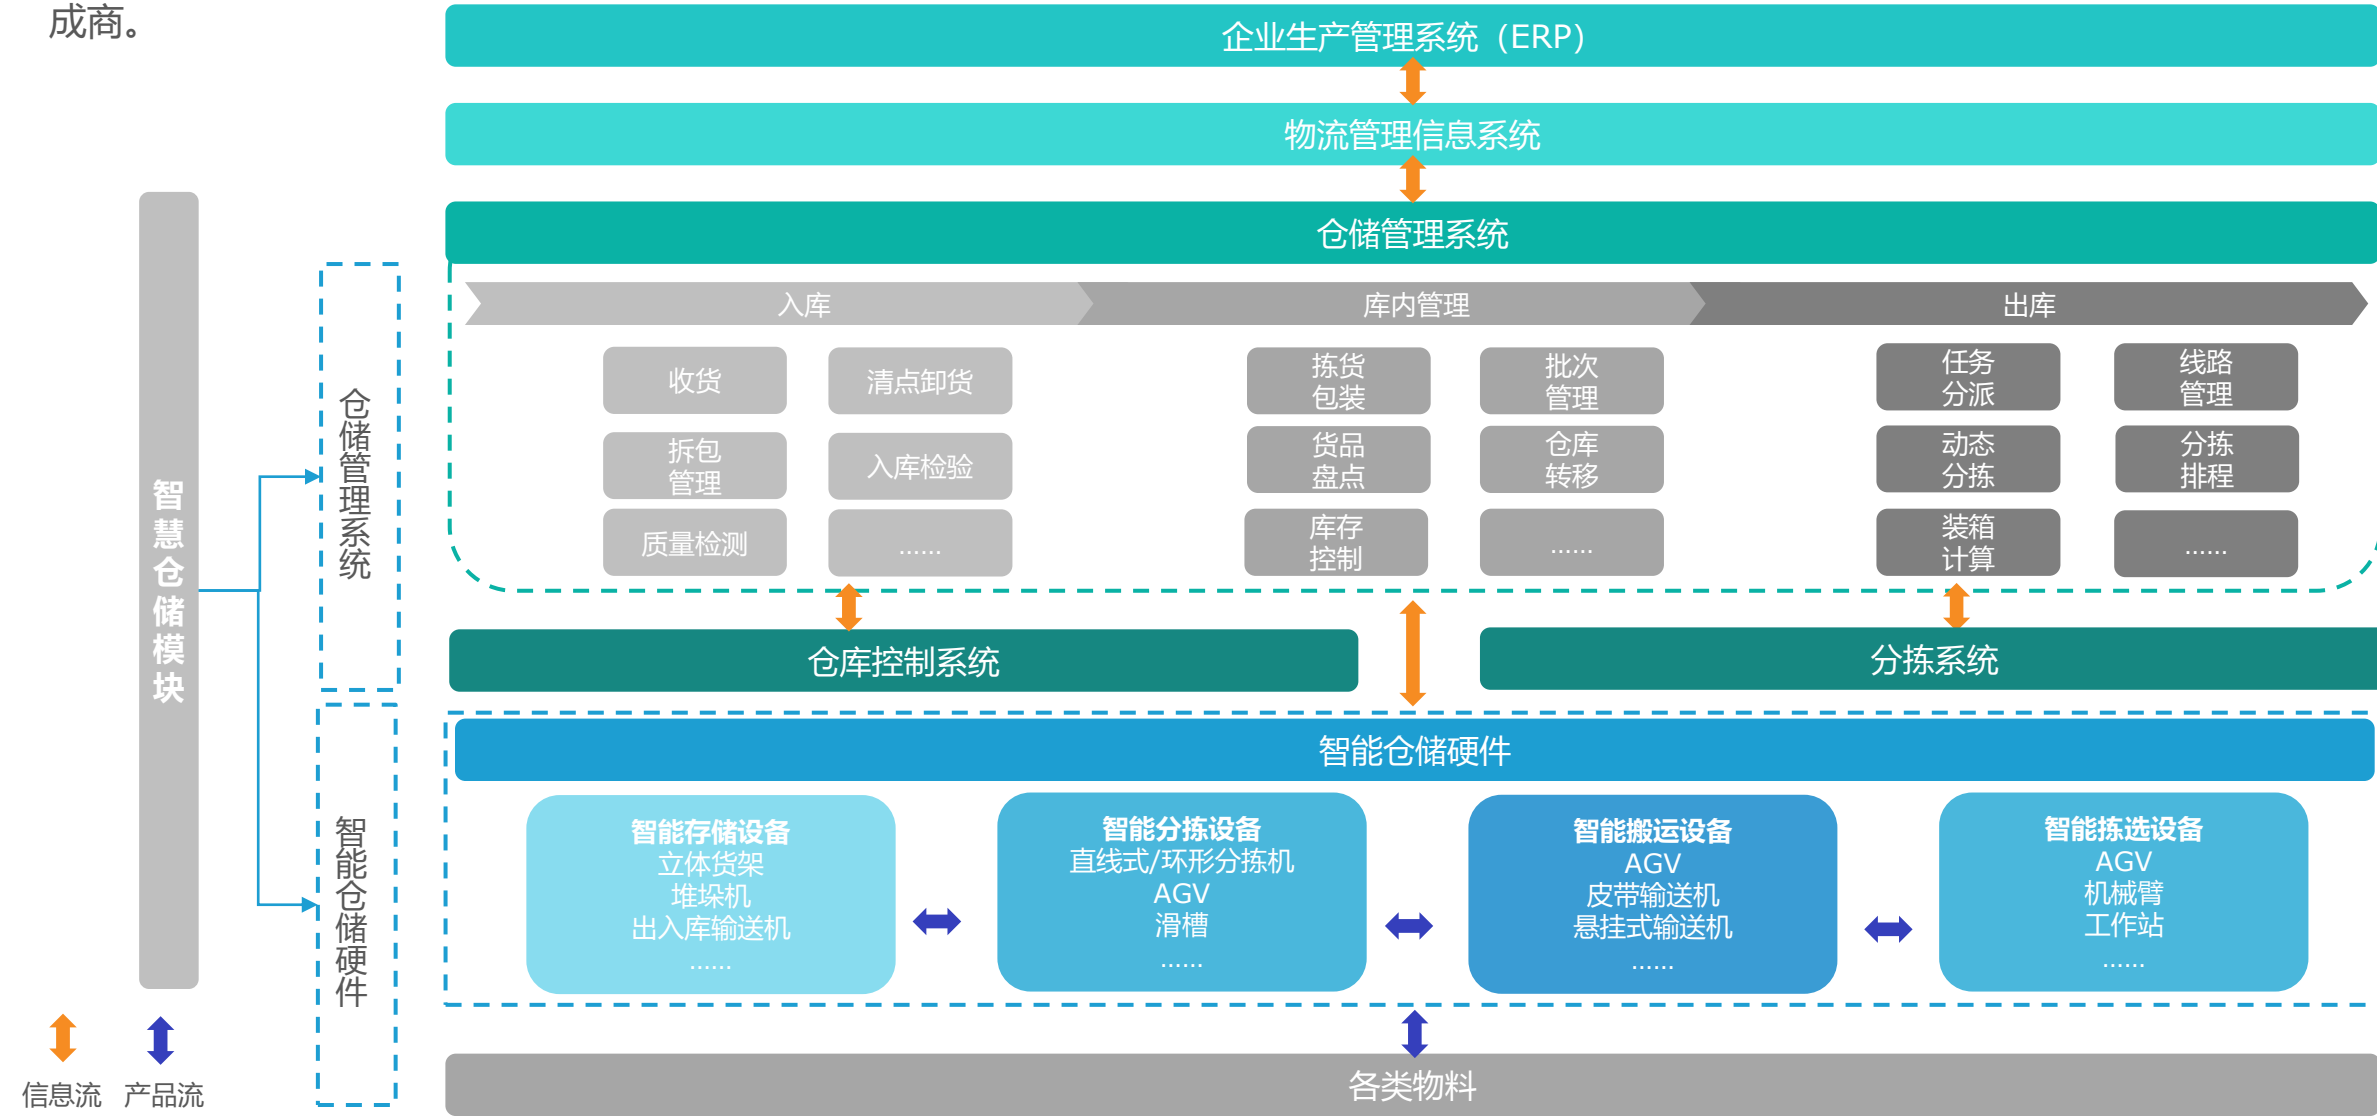 成商。
企业生产管理系统（ERP）
物流管理信息系统
仓储管理系统
入库
库内管理
出库
收货
清点卸货
拆包
管理
入库检验
质量检测
……
拣货
包装
批次
管理
货品
盘点
仓库
转移
库存
控制
……
任务
分派
线路
管理
动态
分拣
分拣
排程
装箱
计算
……
智慧仓储模块
仓储管理系统
智能仓储硬件
仓库控制系统
分拣系统
智能仓储硬件
智能存储设备
立体货架
堆垛机
出入库输送机
……
智能分拣设备
直线式/环形分拣机
AGV
滑槽
……
智能搬运设备
AGV
皮带输送机
悬挂式输送机
……
智能拣选设备
AGV
机械臂
工作站
……
各类物料
信息流
产品流